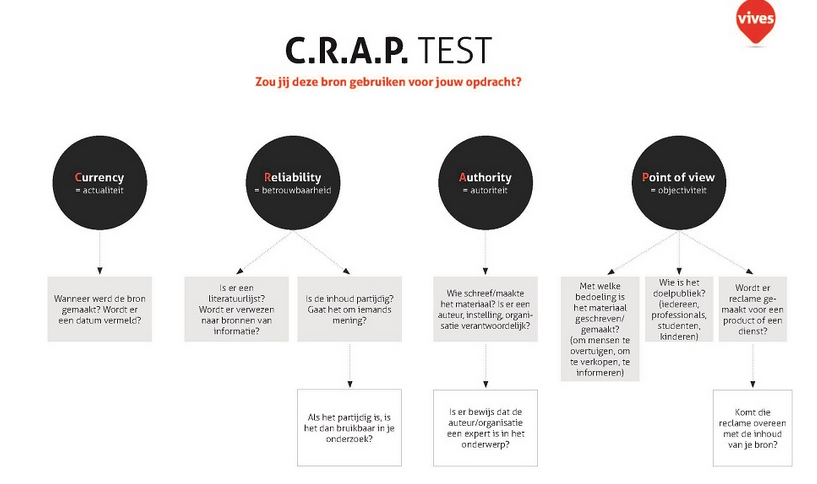 vives
C.R.A.P. TEST
Zou jij deze bron gebruiken voor jouw opdracht?
Currency
= actualiteit
Reliability
= betrouwbaarheid
Authority
= autoriteit
Point of view
= objectiviteit
Wanneer werd de bron
gemaakt? Wordt er
een datum vermeld?
Is er een
literatuurlijst?
Wordt er verwezen
naar bronnen van
informatie?
Is de inhoud partijdig?
Gaat het om iemands
mening?
Wie schreef/maakte
het materiaal? Is er een
auteur, instelling, organi-
satie verantwoordelijk?
Met welke
bedoeling is
het materiaal
geschreven/
gemaakt?
(om mensen te
overtuigen, om
te verkopen, te
informeren)
Wie is het
doelpubliek?
(iedereen,
professionals,
studenten,
kinderen)
Wordt er
reclame ge-
maakt voor een
product of een
dienst?
Als het partijdig is, is
het dan bruikbaar in je
onderzoek?
Is er bewijs dat de
auteur/organisatie
een expert is in het
onderwerp?
Komt die
reclame overeen
met de inhoud
van je bron?